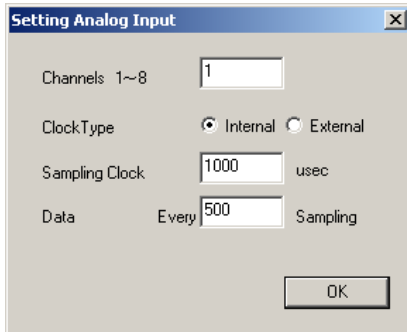 Setting Analog Input
Channels 1~8 1
ClockType Internal External
Sampling Clock 1000 usec
Data Every 500 Sampling
OK